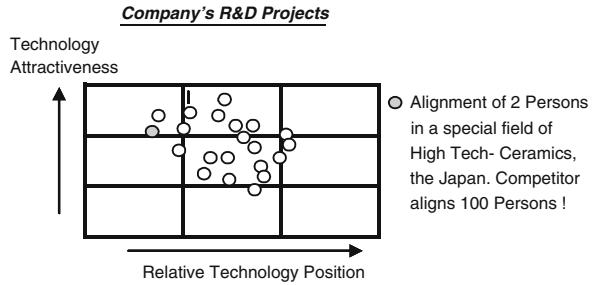 Company's R&D Projects
Technology
Attractiveness
Alignment of 2 Persons
in a special field of
High Tech- Ceramics,
the Japan. Competitor
aligns 100 Persons !
Relative Technology Position